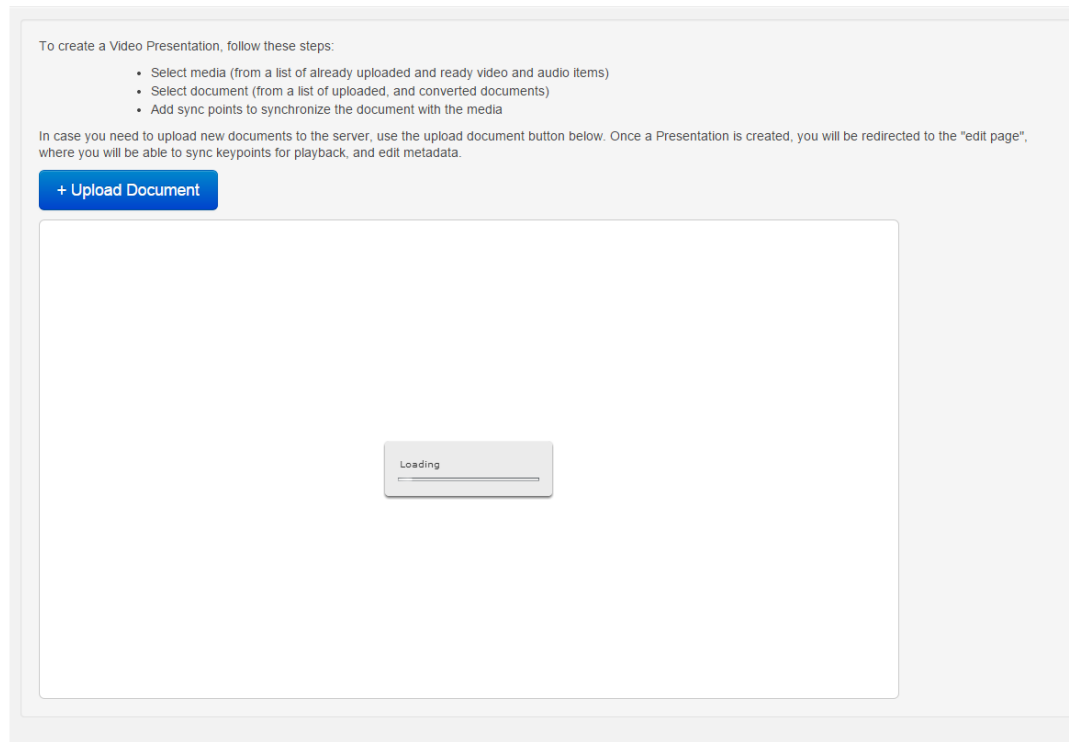 To create a Video Presentation, follow these steps:
• Select media (from a list of already uploaded and ready video and audio items)
• Select document (from a list of uploaded, and converted documents)
• Add sync points to synchronize the document with the media
In case you need to upload new documents to the server, use the upload document button below. Once a Presentation is created, you will be redirected to the "edit page",
where you will be able to sync keypoints for playback, and edit metadata.
+ Upload Document
Loading